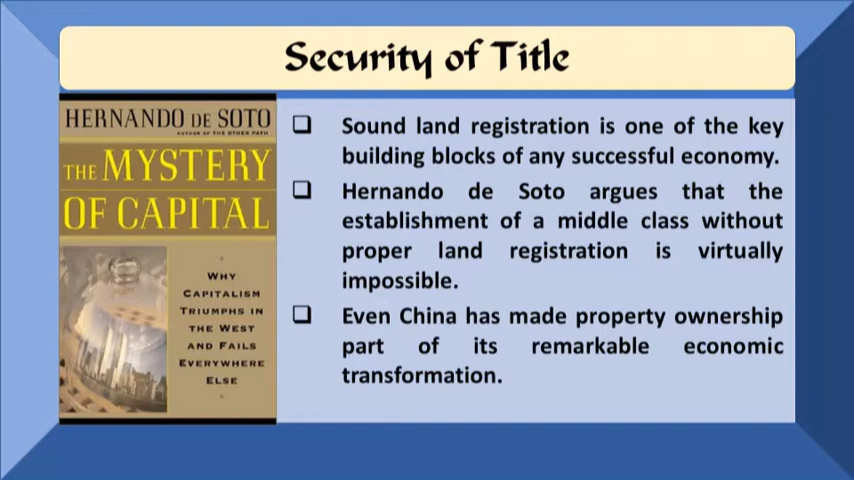 Security of Title
HERNANDO DE SOTO
AUTHOR OF THE OTHER PATH
THE MYSTERY
OF CAPITAL
WHY
CAPITALISM
TRIUMPHS IN
THE WEST
AND FAILS
EVERYWHERE
ELSE
Sound land registration is one of the key
building blocks of any successful economy.
Hernando de Soto argues that the
establishment of a middle class without
proper land registration is virtually
impossible.
Even China has made property ownership
part of its remarkable economic
transformation.